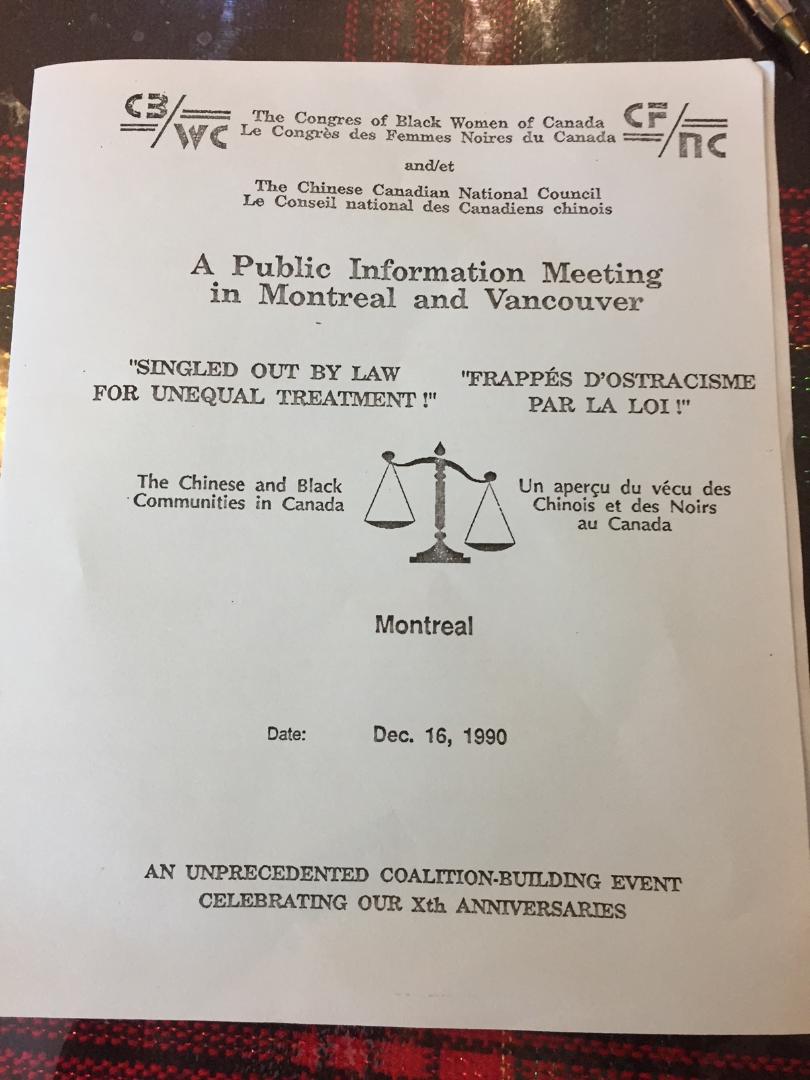 CB/WC
The Congres of Black Women of Canada
Le Congrès des Femmes Noires du Canada
CF/NC
and/et
The Chinese Canadian National Council
Le Conseil national des Canadiens chinois
A Public Information Meeting
in Montreal and Vancouver
"SINGLED OUT BY LAW
FOR UNEQUAL TREATMENT !"
"FRAPPÉS D'OSTRACISME
PAR LA LOI !"
The Chinese and Black
Communities in Canada
Un aperçu du vécu des
Chinois et des Noirs
au Canada
Montreal
Date: Dec. 16, 1990
AN UNPRECEDENTED COALITION-BUILDING EVENT
CELEBRATING OUR Xth ANNIVERSARIES